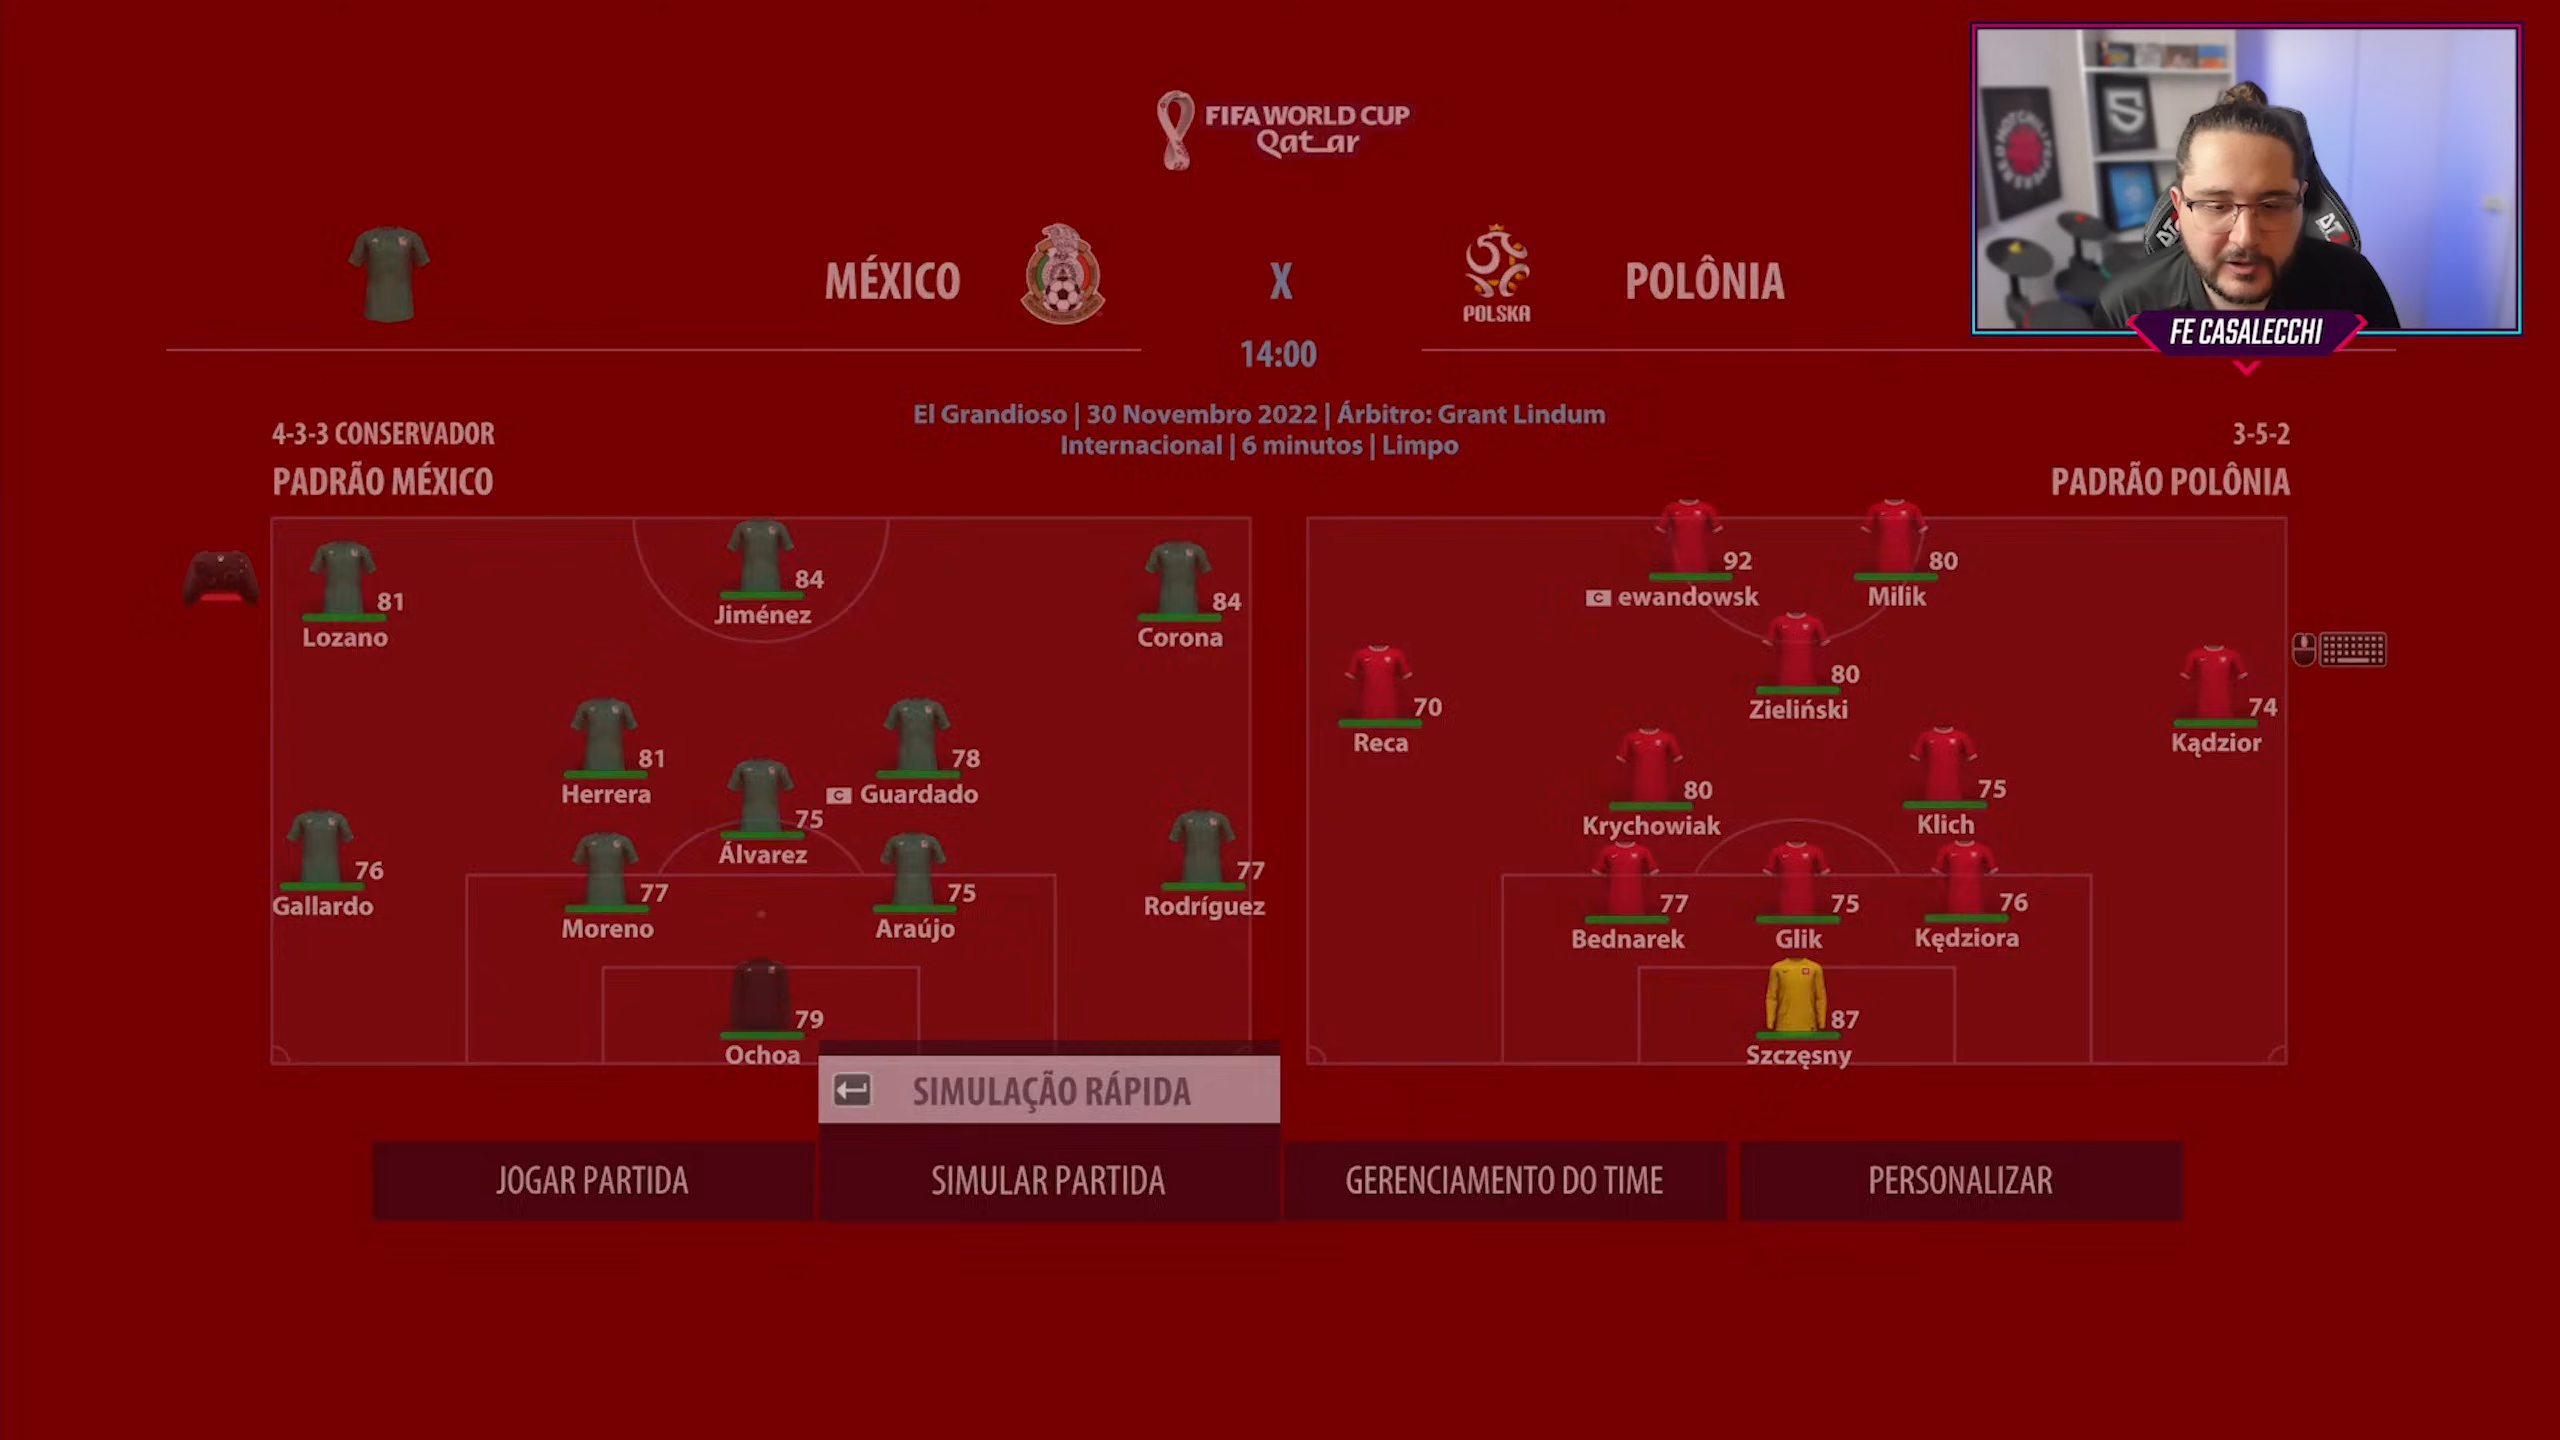 FIFA WORLD CUP
Qatar
MÉXICO
X
POLSKA
POLÔNIA
FE CASALECCHI
14:00
El Grandioso | 30 Novembro 2022 | Árbitro: Grant Lindum
Internacional | 6 minutos | Limpo
4-3-3 CONSERVADOR
PADRÃO MÉXICO
3-5-2
PADRÃO POLÔNIA
81
Lozano
84
Jiménez
84
Corona
81
Herrera
78
C Guardado
75
Álvarez
76
Gallardo
77
Moreno
75
Araújo
77
Rodríguez
79
Ochoa
92
C ewandowsk
80
Milik
80
Zieliński
70
Reca
74
Kądzior
80
Krychowiak
75
Klich
77
Bednarek
75
Glik
76
Kędziora
87
Szczęsny
SIMULAÇÃO RÁPIDA
JOGAR PARTIDA
SIMULAR PARTIDA
GERENCIAMENTO DO TIME
PERSONALIZAR